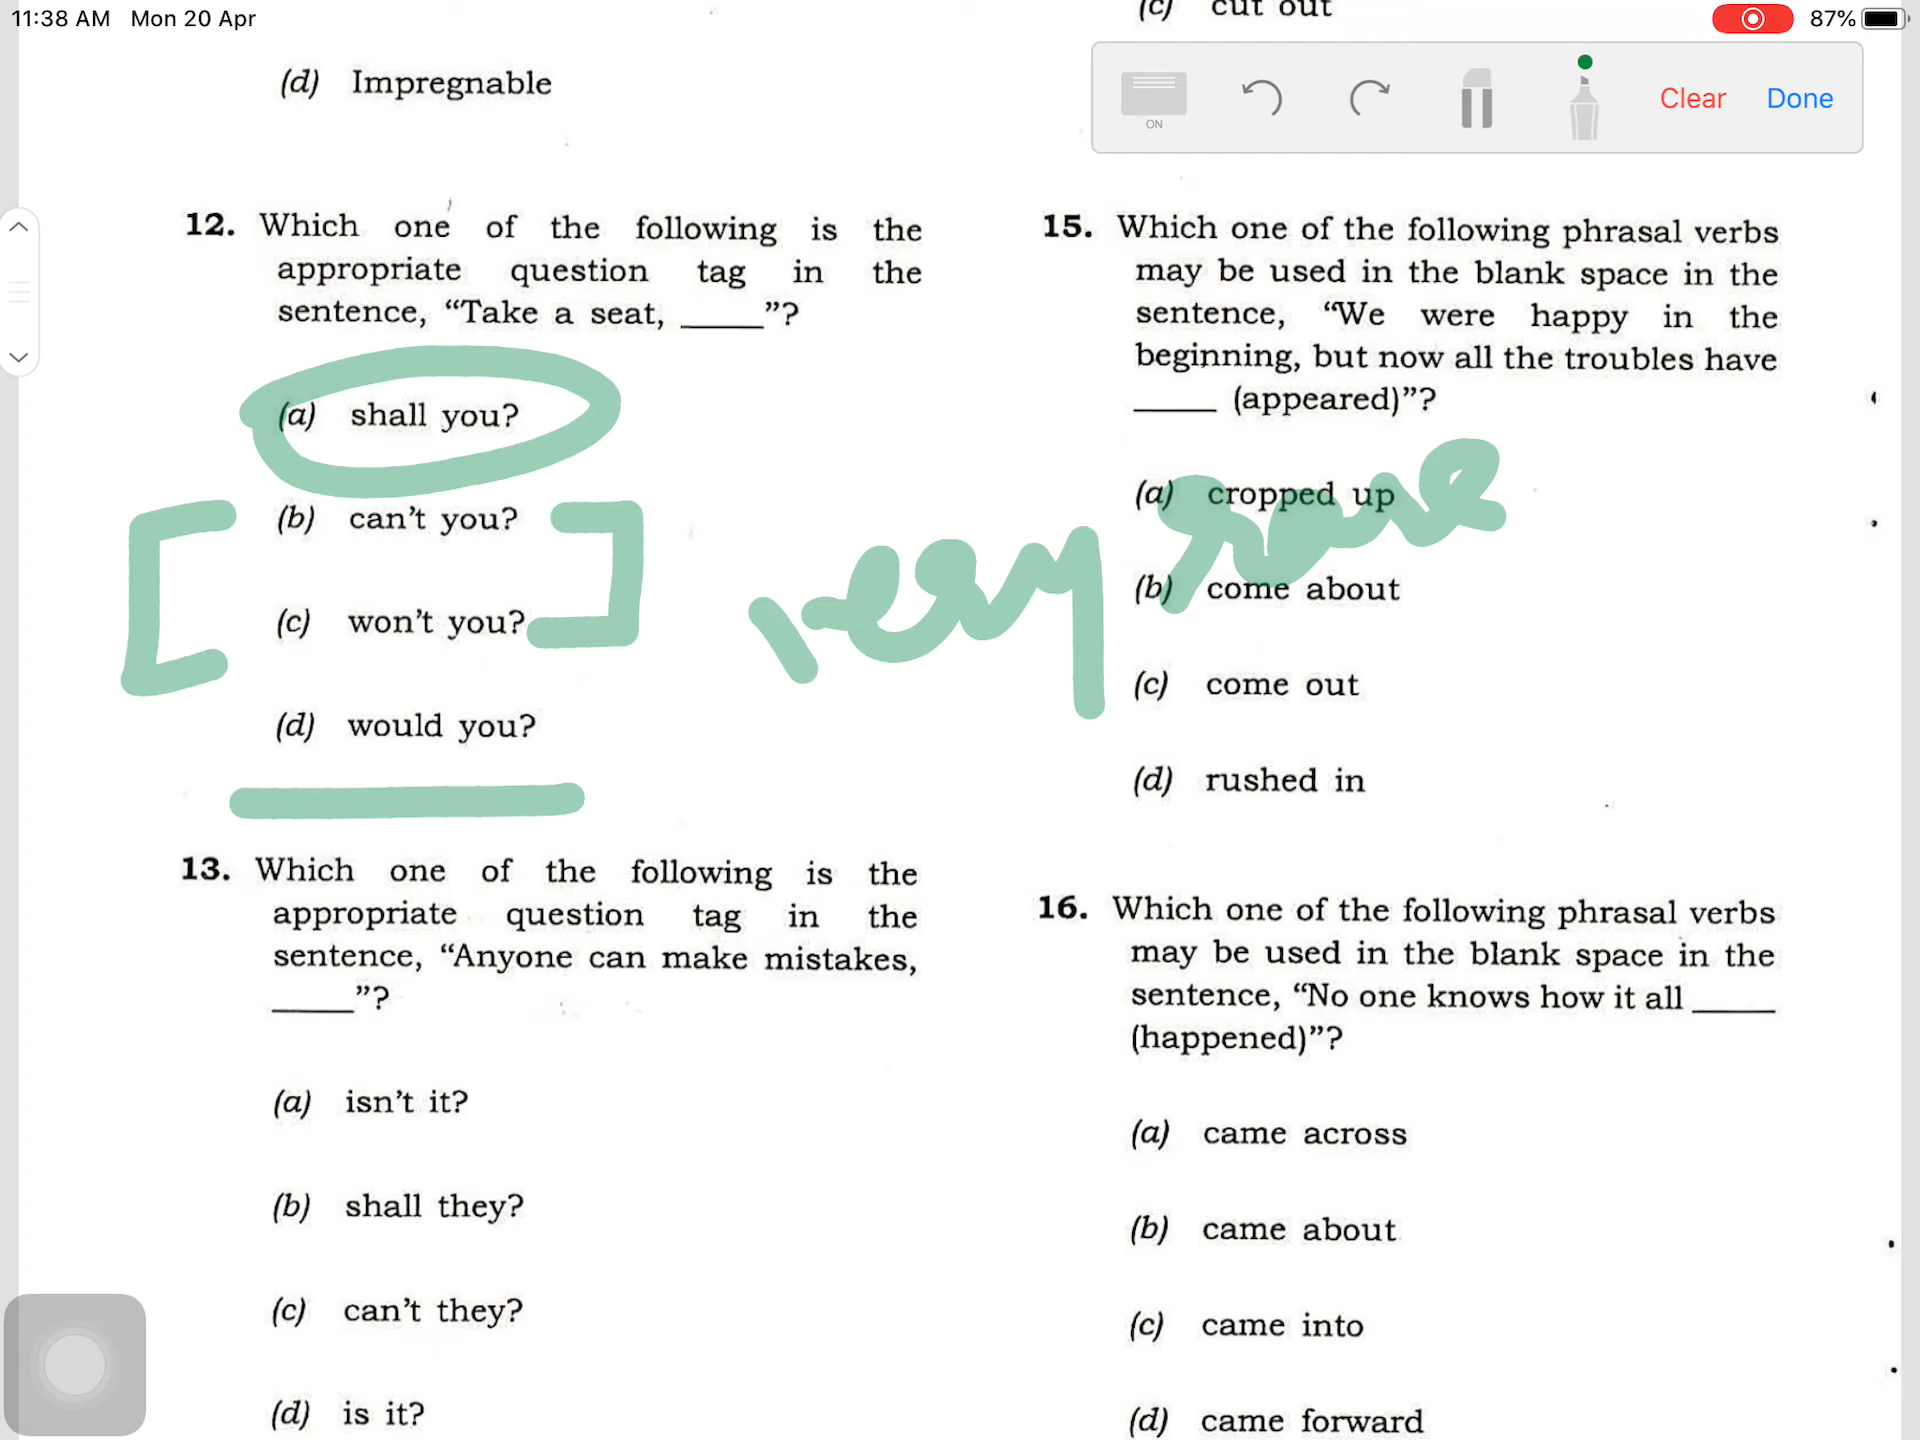 11:38 AM Mon 20 Apr
87%
(c) cut out
ON
Clear
Done
(d) Impregnable
12. Which one of the following is the
appropriate question tag in the
sentence, “Take a seat, _____”?
(a) shall you?
(b) can’t you?
(c) won’t you?
(d) would you?
very rare
13. Which one of the following is the
appropriate question tag in the
sentence, “Anyone can make mistakes,
_____”?
(a) isn’t it?
(b) shall they?
(c) can’t they?
(d) is it?
15. Which one of the following phrasal verbs
may be used in the blank space in the
sentence, “We were happy in the
beginning, but now all the troubles have
_____ (appeared)”?
(a) cropped up
(b) come about
(c) come out
(d) rushed in
16. Which one of the following phrasal verbs
may be used in the blank space in the
sentence, “No one knows how it all _____
(happened)”?
(a) came across
(b) came about
(c) came into
(d) came forward